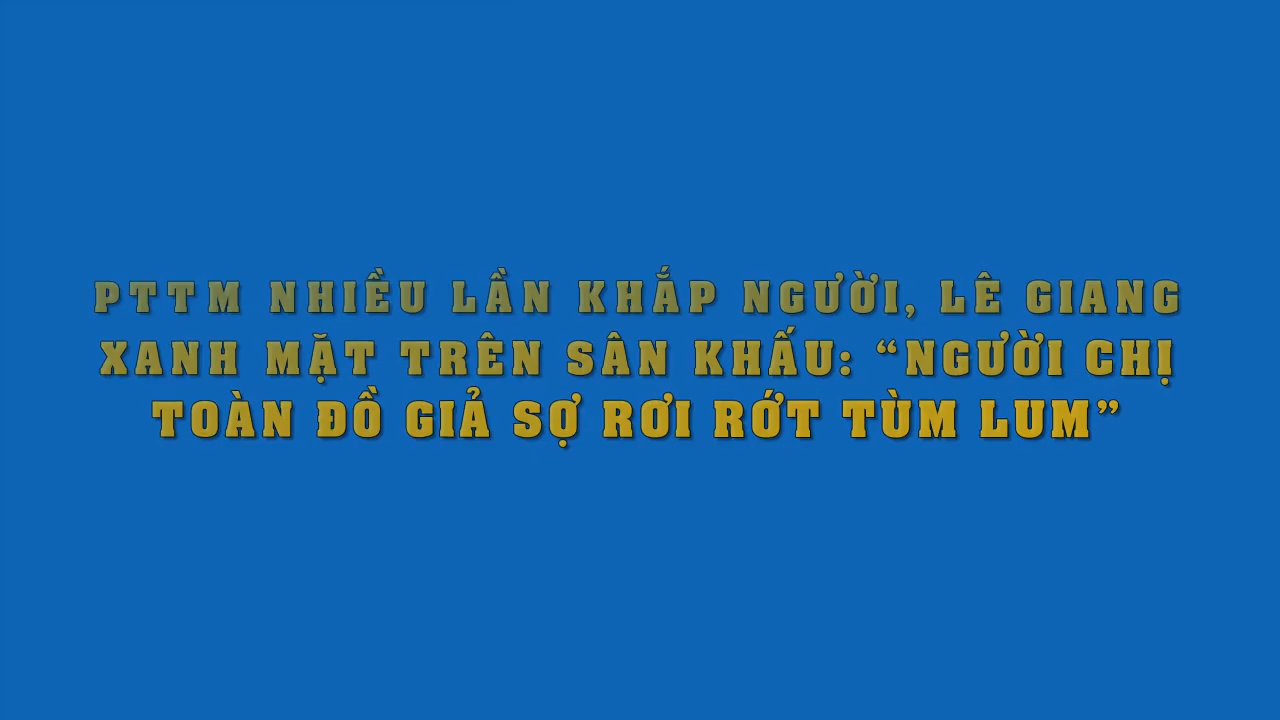 PTTM NHIỀU LẦN KHẮP NGƯỜI, LÊ GIANG
XANH MẶT TRÊN SÂN KHẤU: “NGƯỜI CHỊ
TOÀN ĐỒ GIẢ SỢ RƠI RỚT TÙM LUM”